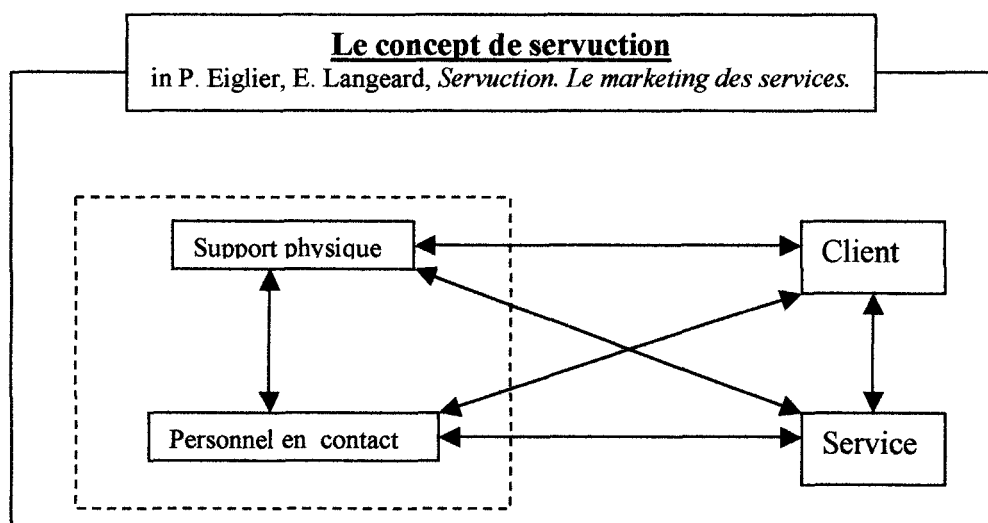 Le concept de servuction
in P. Eiglier, E. Langeard, Servuction. Le marketing des services.
Support physique
Client
Personnel en contact
Service